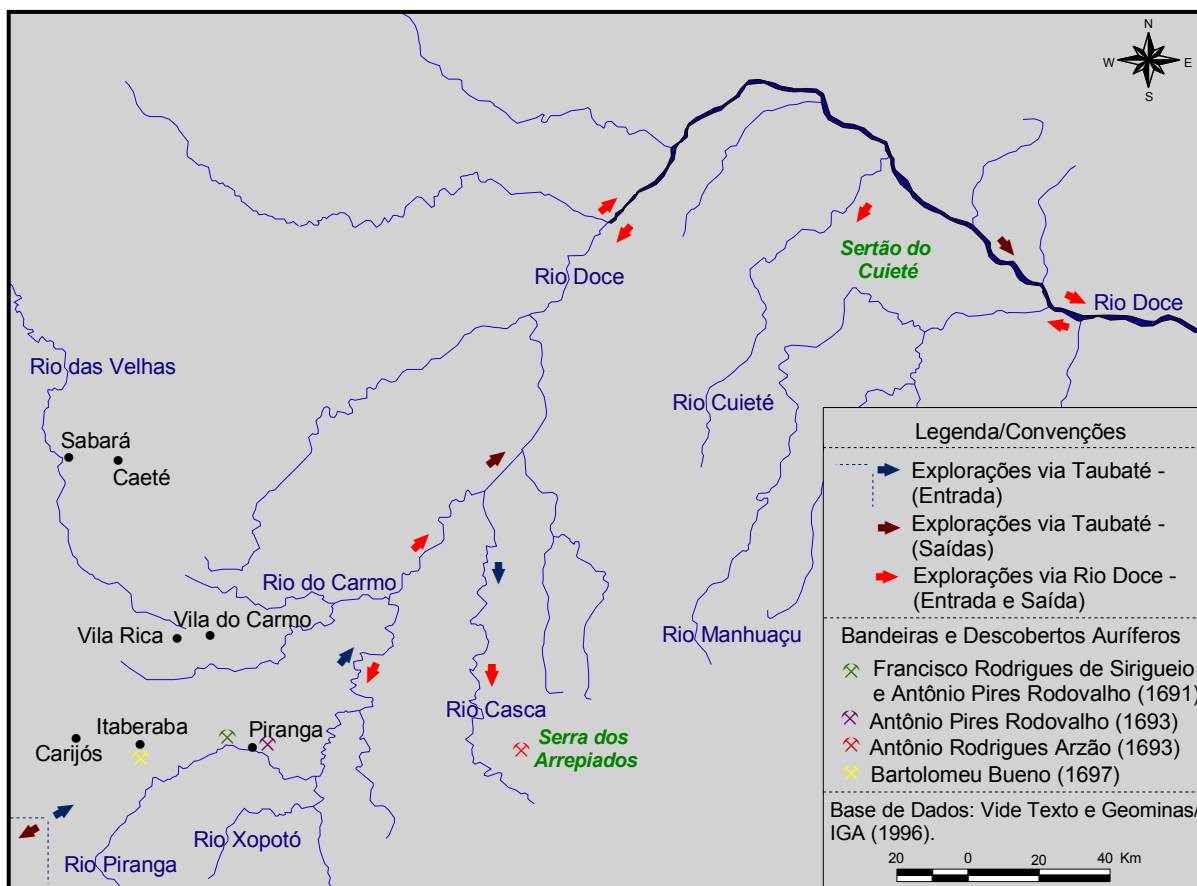 N
W
E
S
Sertão do
Cuieté
Rio Doce
Rio Doce
Rio das Velhas
Rio Cuieté
Sabará
Caeté
Rio do Carmo
Vila do Carmo
Vila Rica
Rio Manhuaçu
Rio Casca
Itaberaba
Piranga
Carijós
Serra dos
Arrepiados
Rio Xopotó
Rio Piranga
Legenda/Convenções
Explorações via Taubaté -
(Entrada)
Explorações via Taubaté -
(Saídas)
Explorações via Rio Doce -
(Entrada e Saída)
Bandeiras e Descobertos Auríferos
Francisco Rodrigues de Sirigueio
e Antônio Pires Rodovalho (1691)
Antônio Pires Rodovalho (1693)
Antônio Rodrigues Arzão (1693)
Bartolomeu Bueno (1697)
Base de Dados: Vide Texto e Geominas/
IGA (1996).
20 0 20 40 Km